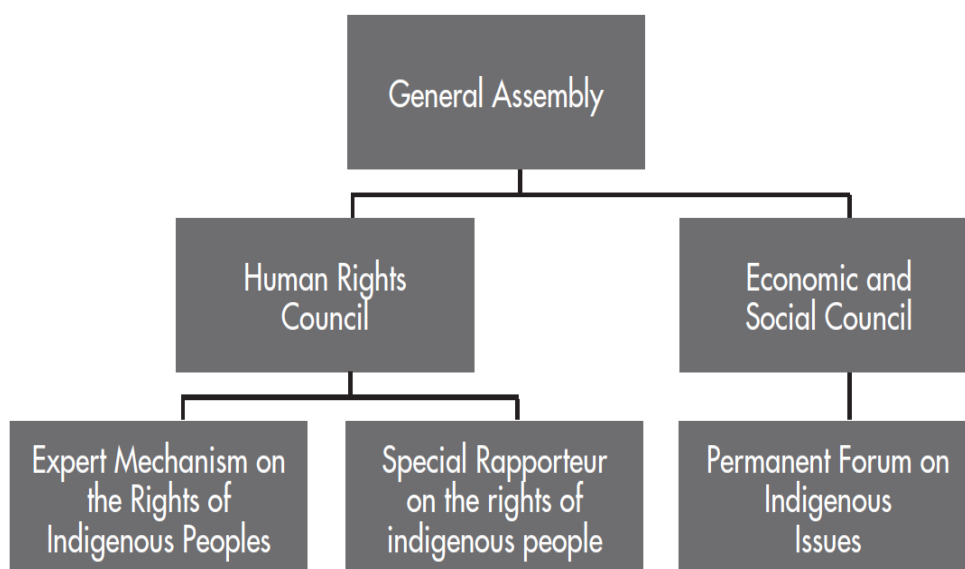 General Assembly
Human Rights
Council
Economic and
Social Council
Expert Mechanism on
the Rights of
Indigenous Peoples
Special Rapporteur
on the rights of
indigenous people
Permanent Forum on
Indigenous
Issues